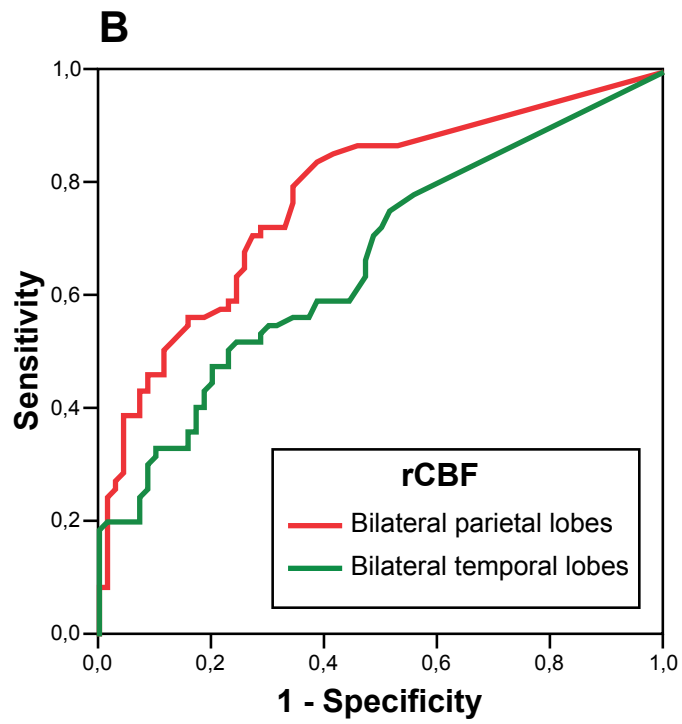 B
1,0
0,8
0,6
0,4
0,2
0,0
Sensitivity
rCBF
Bilateral parietal lobes
Bilateral temporal lobes
0,0 0,2 0,4 0,6 0,8 1,0
1 - Specificity